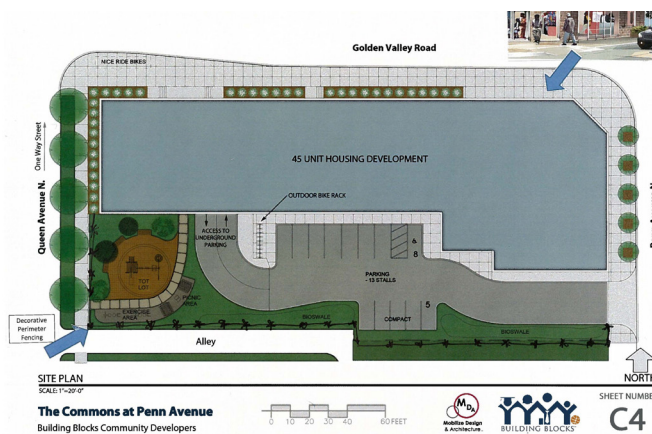 Golden Valley Road
NICE RIDE BIKES
One Way Street
Queen Avenue N.
45 UNIT HOUSING DEVELOPMENT
OUTDOOR BIKE RACK
ACCESS TO
UNDERGROUND
PARKING
8
PARKING
- 13 STALLS
TOT
LOT
PICNIC
AREA
EXERCISE
AREA
5
COMPACT
BIOSWALE
BIOSWALE
Decorative
Perimeter
Fencing
Alley
SITE PLAN
SCALE: 1"=20'-0"
NORTH
The Commons at Penn Avenue
Building Blocks Community Developers
0 10 20 30 40 60 FEET
MDA
Mobilize Design
& Architecture.
BUILDING BLOCKS
SHEET NUMBE
C4